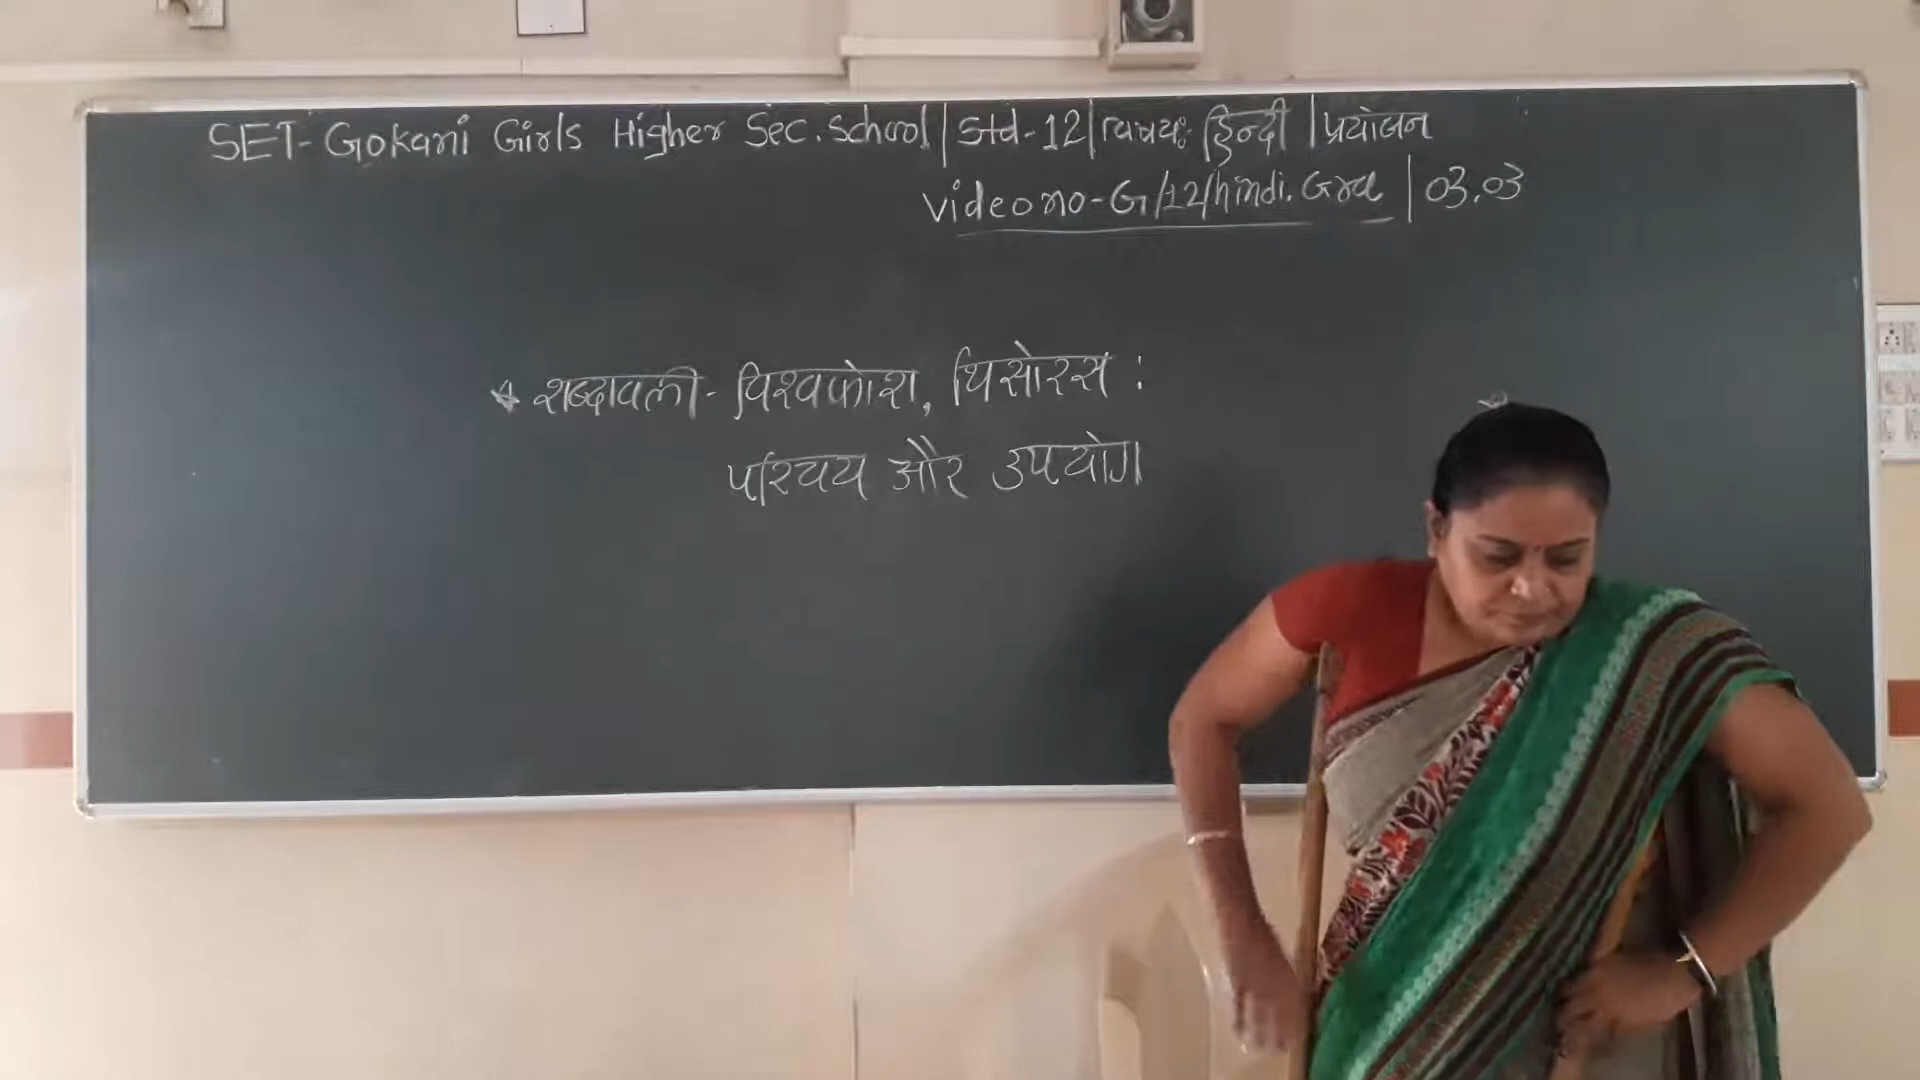 SET-Gokani Girls Higher Sec. School | Std-12 | विषय: हिन्दी | प्रयोजन
Video no-G/12/hindi. Gra | 03.03
* शब्दावली - विश्वकोश, थिसोरस :
परिचय और उपयोग